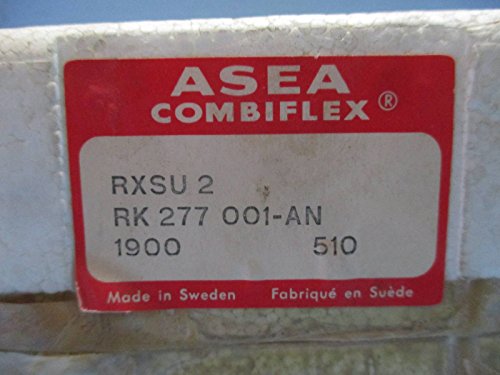 ASEA
COMBIFLEX®
RXSU 2
RK 277 001-AN
1900 510
Made in Sweden Fabriqué en Suède